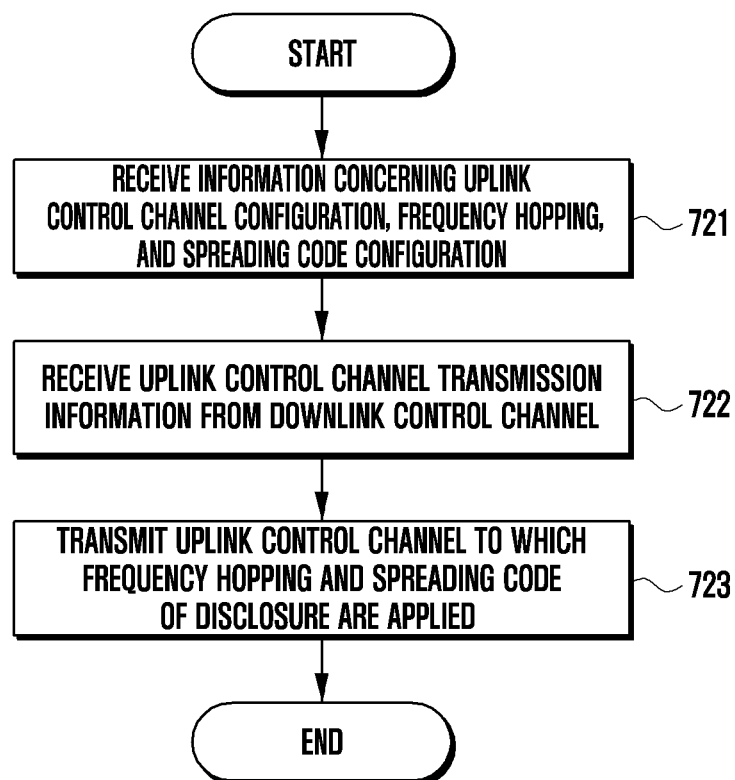 START
RECEIVE INFORMATION CONCERNING UPLINK
CONTROL CHANNEL CONFIGURATION, FREQUENCY HOPPING,
AND SPREADING CODE CONFIGURATION
721
RECEIVE UPLINK CONTROL CHANNEL TRANSMISSION
INFORMATION FROM DOWNLINK CONTROL CHANNEL
722
TRANSMIT UPLINK CONTROL CHANNEL TO WHICH
FREQUENCY HOPPING AND SPREADING CODE
OF DISCLOSURE ARE APPLIED
723
END